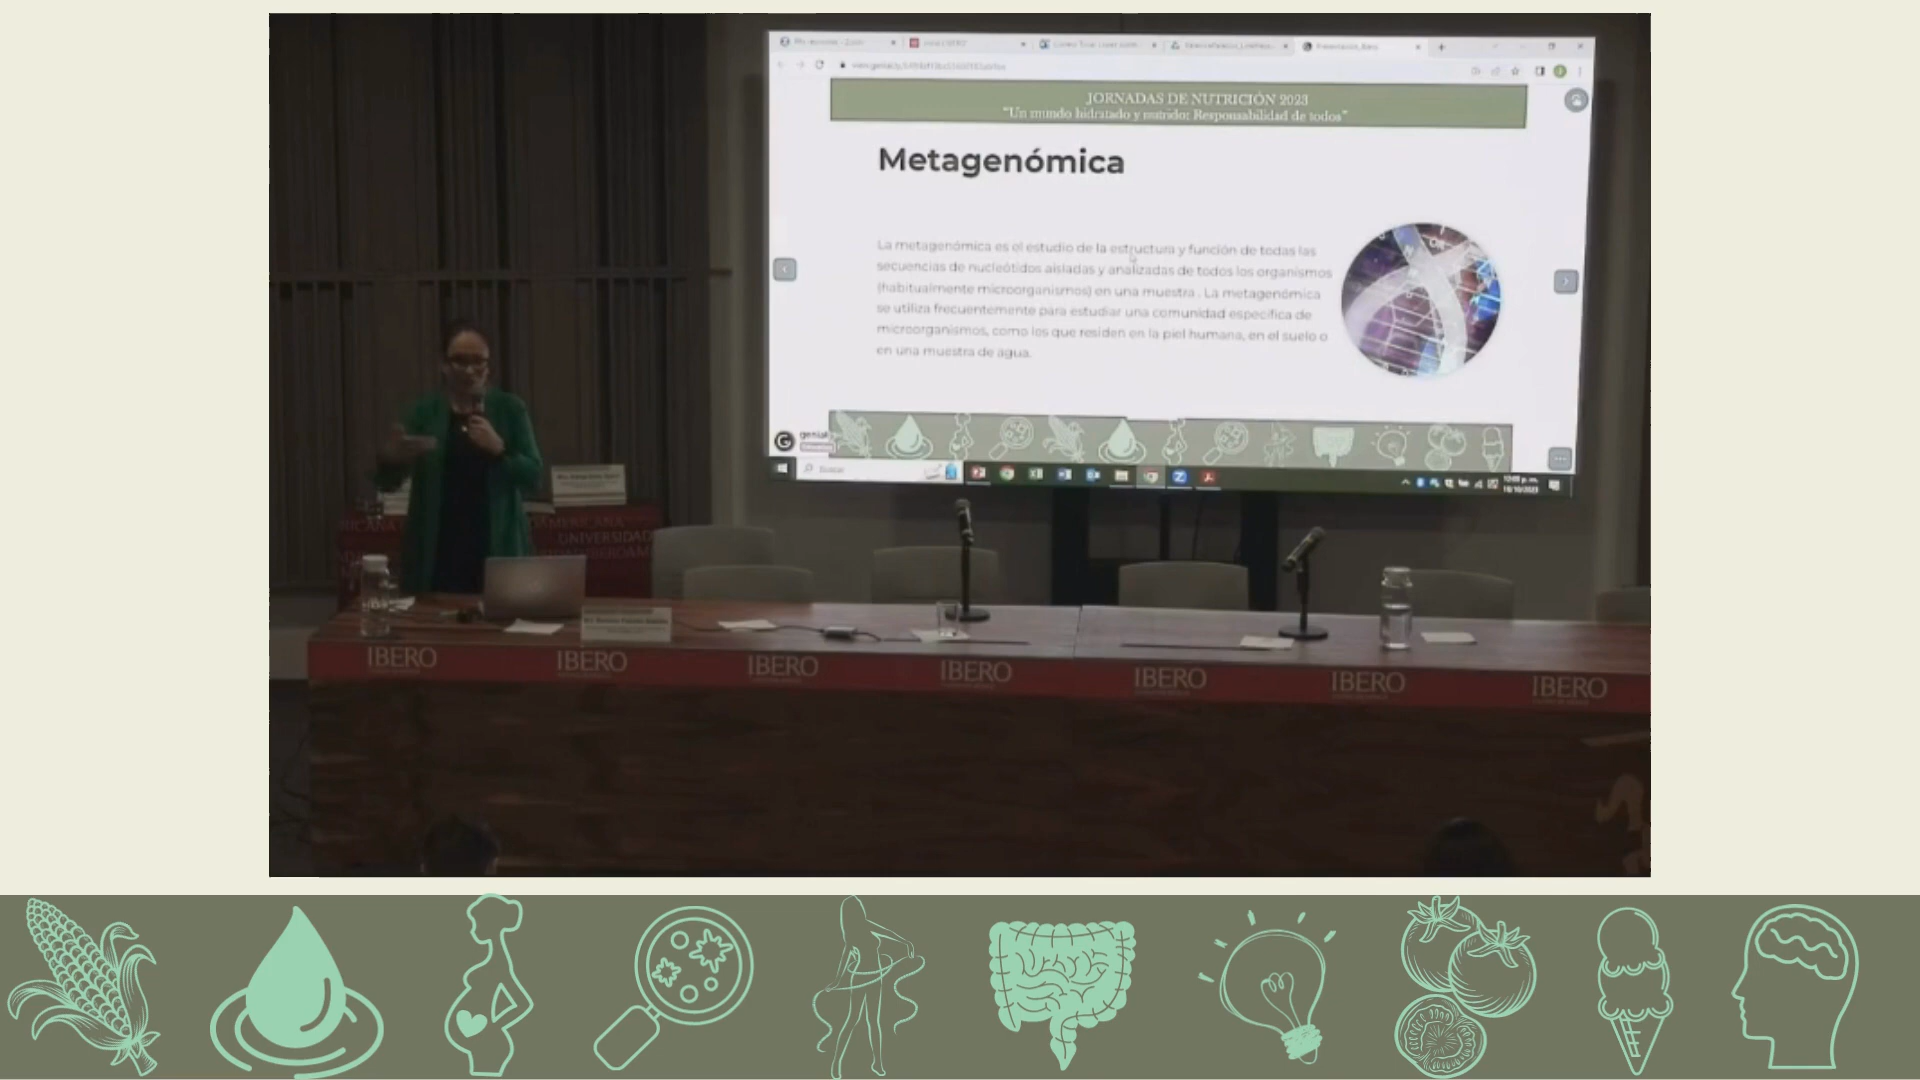 JORNADAS DE NUTRICIÓN 2023
"Un mundo hidratado y nutrido: Responsabilidad de todos"
Metagenómica
La metagenómica es el estudio de la estructura y función de todas las
secuencias de nucleótidos aisladas y analizadas de todos los organismos
(habitualmente microorganismos) en una muestra . La metagenómica
se utiliza frecuentemente para estudiar una comunidad específica de
microorganismos, como los que residen en la piel humana, en el suelo o
en una muestra de agua.
Buscar
UNIVERSIDAD
IBERO IBERO IBERO IBERO IBERO IBERO IBERO